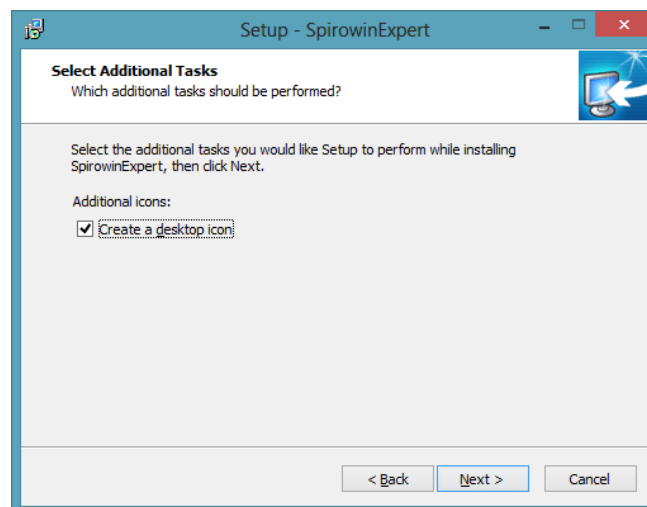 Setup - SpirowinExpert
Select Additional Tasks
Which additional tasks should be performed?
Select the additional tasks you would like Setup to perform while installing
SpirowinExpert, then click Next.
Additional icons:
Create a desktop icon
< Back
Next >
Cancel